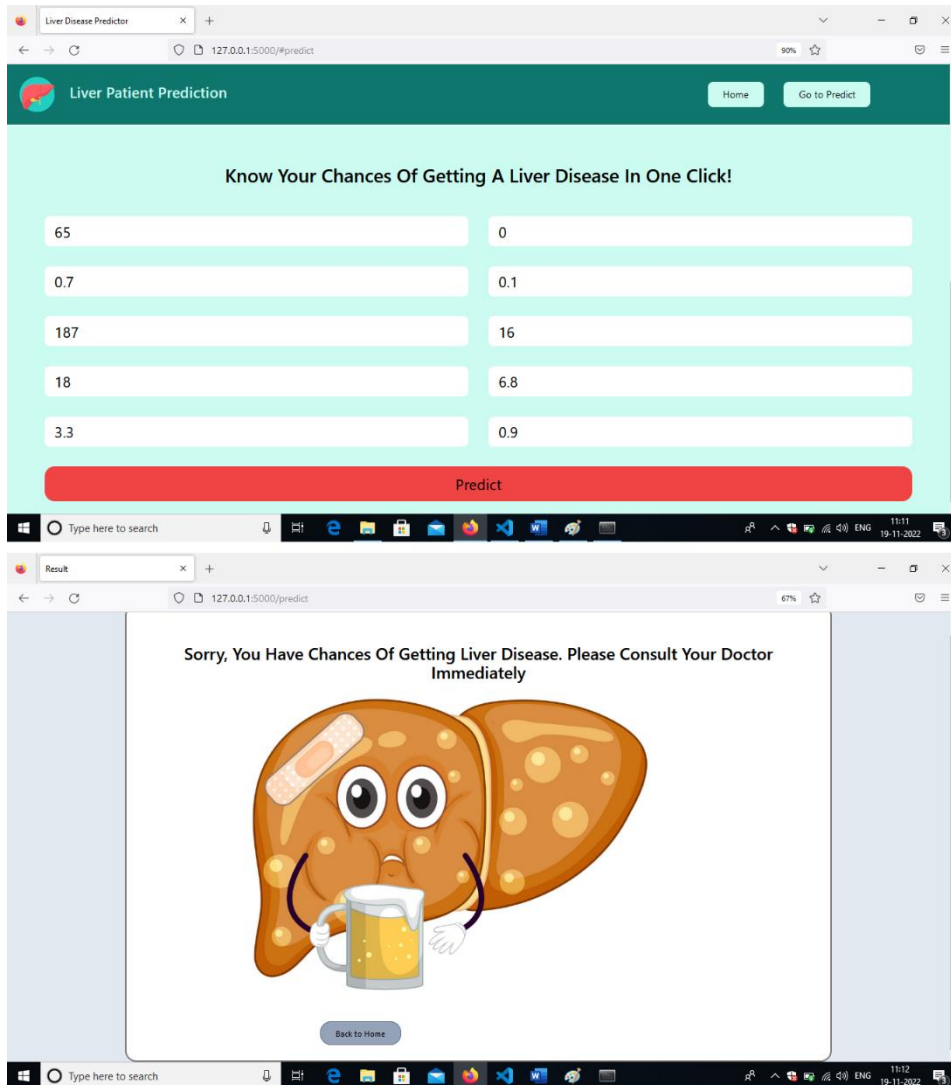 Liver Disease Predictor
127.0.0.1:5000/#predict 90%
Liver Patient Prediction Home Go to Predict
Know Your Chances Of Getting A Liver Disease In One Click!
65 0
0.7 0.1
187 16
18 6.8
3.3 0.9
Predict
Type here to search ENG 11:11
19-11-2022 3
Result
127.0.0.1:5000/predict 67%
Sorry, You Have Chances Of Getting Liver Disease. Please Consult Your Doctor
Immediately
Back to Home
Type here to search ENG 11:12
19-11-2022 3